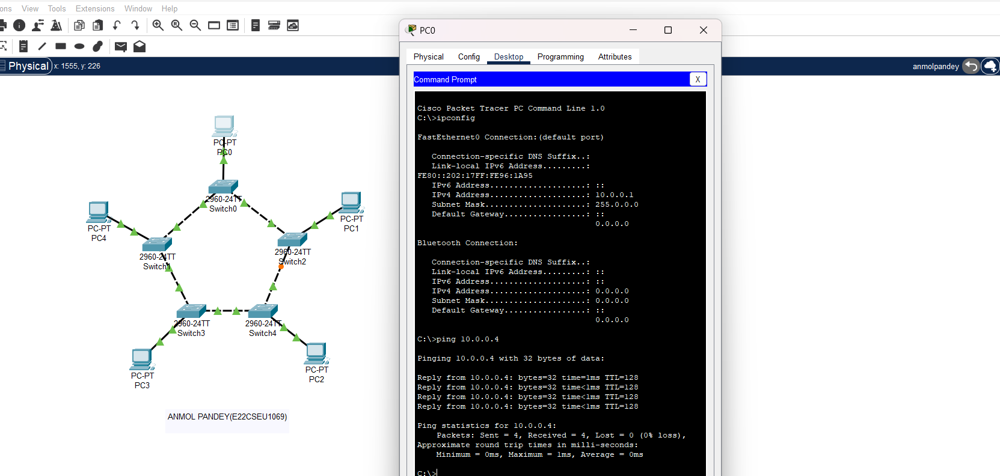 ons View Tools Extensions Window Help
Physical x: 1555, y: 226
anmolpandey
PC-PT
PC0
2960-24TT
Switch0
PC-PT
PC4
PC-PT
PC1
2960-24TT
Switch1
2960-24TT
Switch2
2960-24TT
Switch3
2960-24TT
Switch4
PC-PT
PC3
PC-PT
PC2
ANMOL PANDEY(E22CSEU1069)
PC0
Physical Config Desktop Programming Attributes
Command Prompt
X
Cisco Packet Tracer PC Command Line 1.0
C:\>ipconfig
FastEthernet0 Connection:(default port)
Connection-specific DNS Suffix..:
Link-local IPv6 Address.........:
FE80::202:17FF:FE96:1A95
IPv6 Address....................: ::
IPv4 Address....................: 10.0.0.1
Subnet Mask.....................: 255.0.0.0
Default Gateway.................: ::
0.0.0.0
Bluetooth Connection:
Connection-specific DNS Suffix..:
Link-local IPv6 Address.........: ::
IPv6 Address....................: ::
IPv4 Address....................: 0.0.0.0
Subnet Mask.....................: 0.0.0.0
Default Gateway.................: ::
0.0.0.0
C:\>ping 10.0.0.4
Pinging 10.0.0.4 with 32 bytes of data:
Reply from 10.0.0.4: bytes=32 time=1ms TTL=128
Reply from 10.0.0.4: bytes=32 time<1ms TTL=128
Reply from 10.0.0.4: bytes=32 time<1ms TTL=128
Reply from 10.0.0.4: bytes=32 time<1ms TTL=128
Ping statistics for 10.0.0.4:
Packets: Sent = 4, Received = 4, Lost = 0 (0% loss),
Approximate round trip times in milli-seconds:
Minimum = 0ms, Maximum = 1ms, Average = 0ms
C:\>